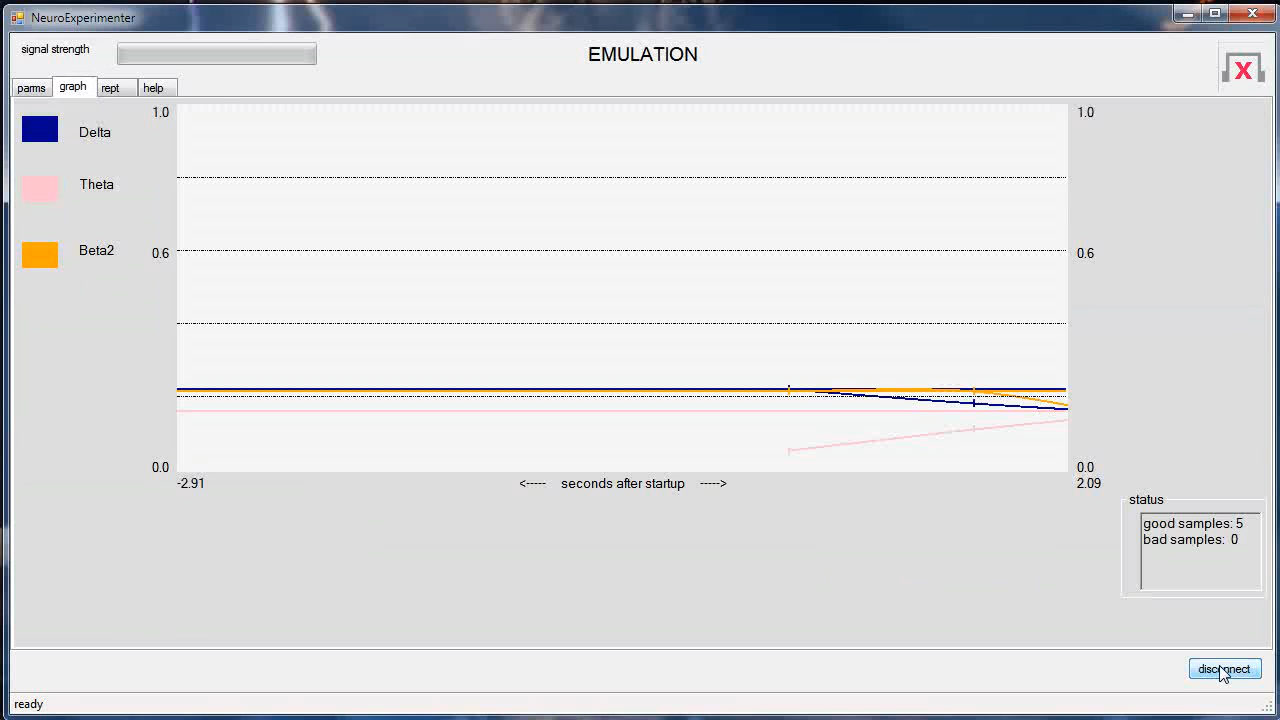 NeuroExperimenter
signal strength
EMULATION
X
parms graph rept help
Delta
Theta
Beta2
1.0
0.6
0.0
1.0
0.6
0.0
-2.91 <----- seconds after startup -----> 2.09
status
good samples: 5
bad samples: 0
disconnect
ready